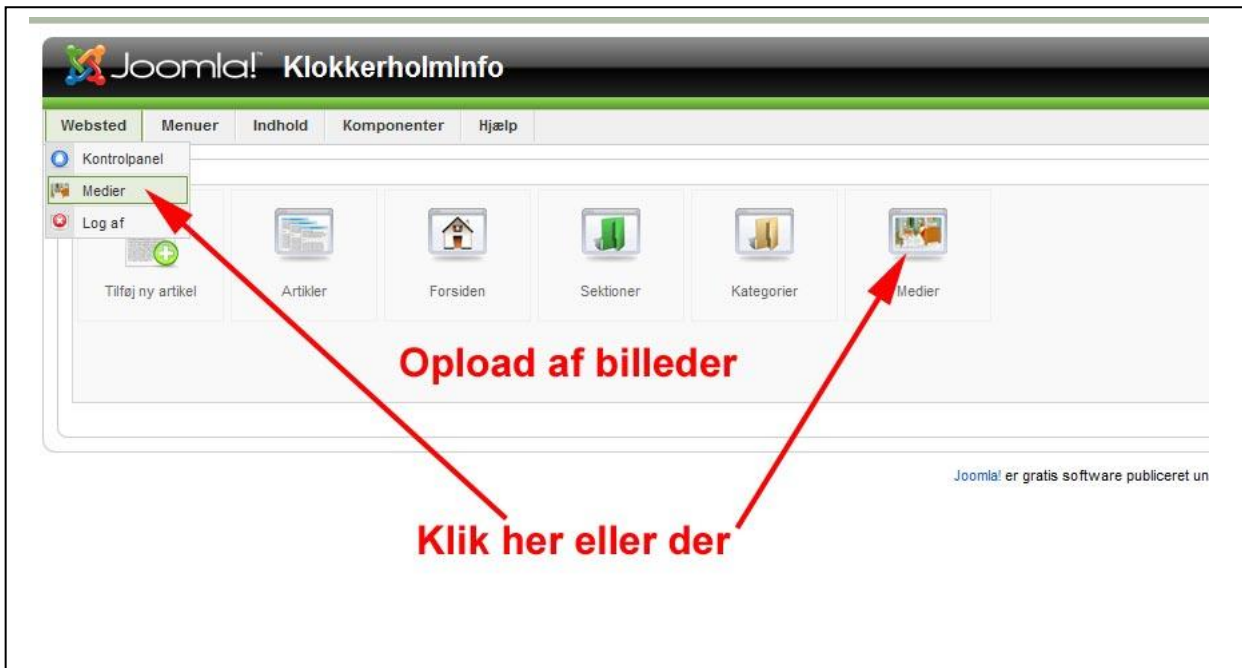 Joomla!™ KlokkerholmInfo
Websted Menuer Indhold Komponenter Hjælp
Kontrolpanel
Medier
Log af
Tilføj ny artikel Artikler Forsiden Sektioner Kategorier Medier
Opload af billeder
Joomla! er gratis software publiceret un
Klik her eller der